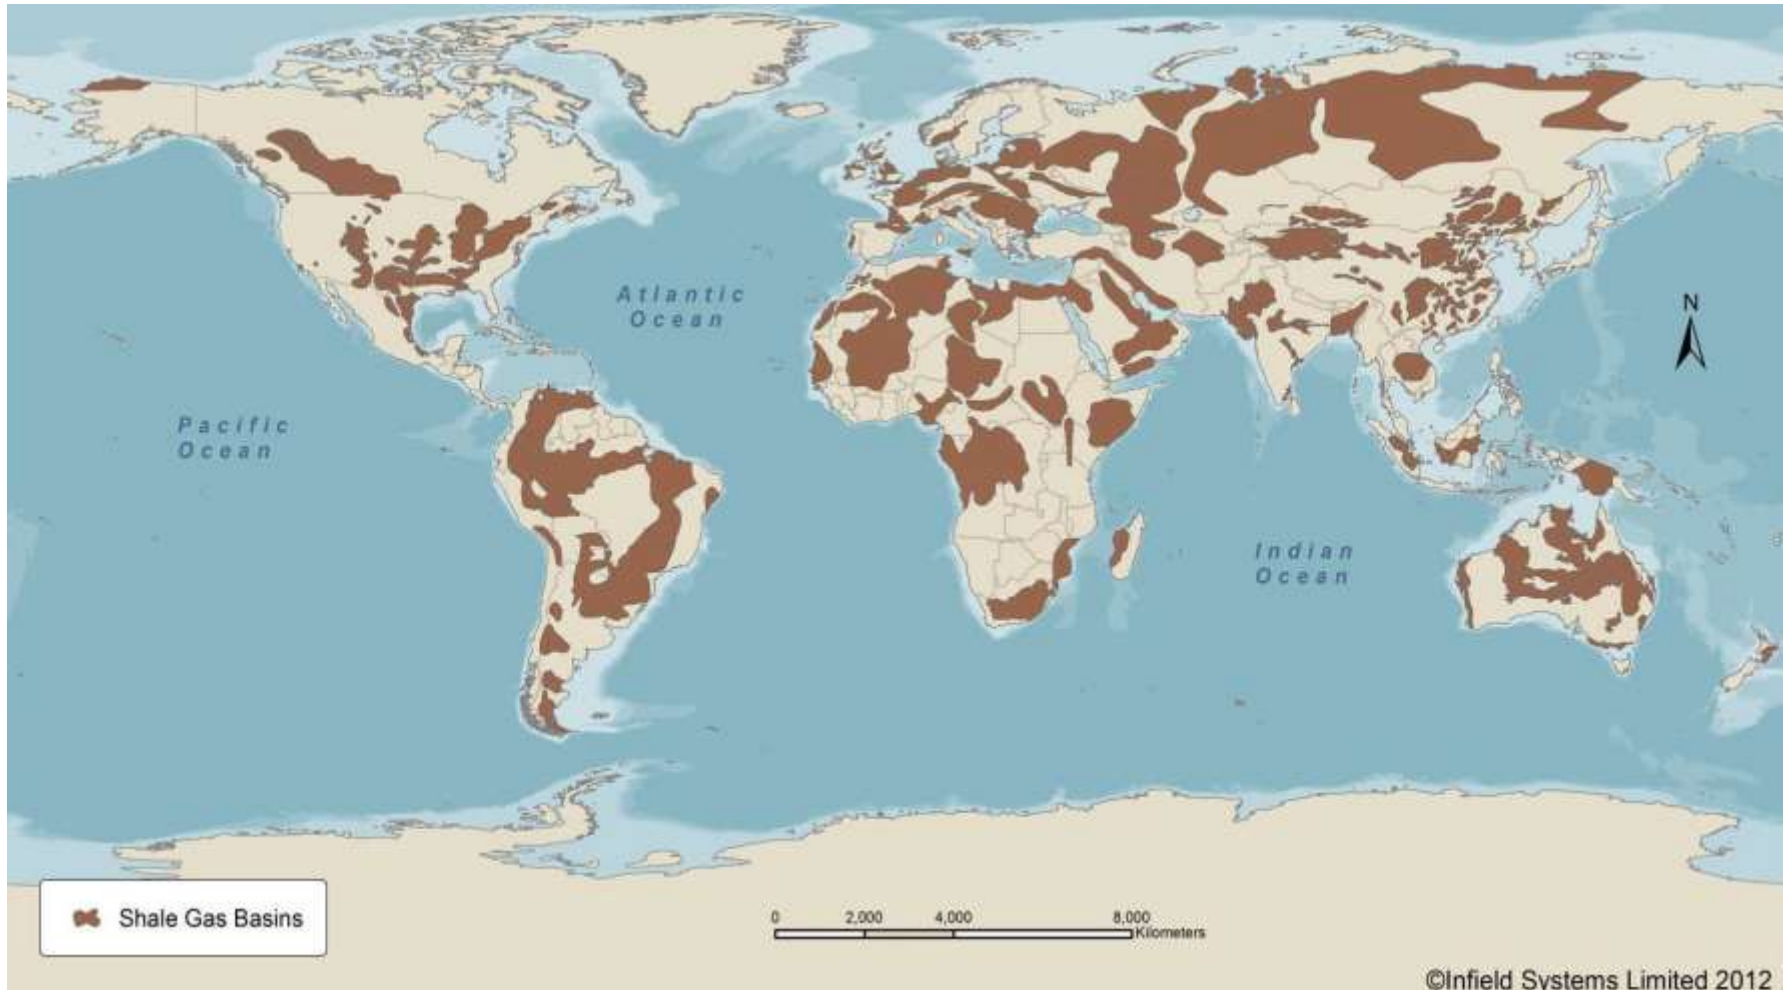 N
Atlantic
Ocean
Pacific
Ocean
Indian
Ocean
Shale Gas Basins
0 2,000 4,000 8,000
Kilometers
©Infield Systems Limited 2012